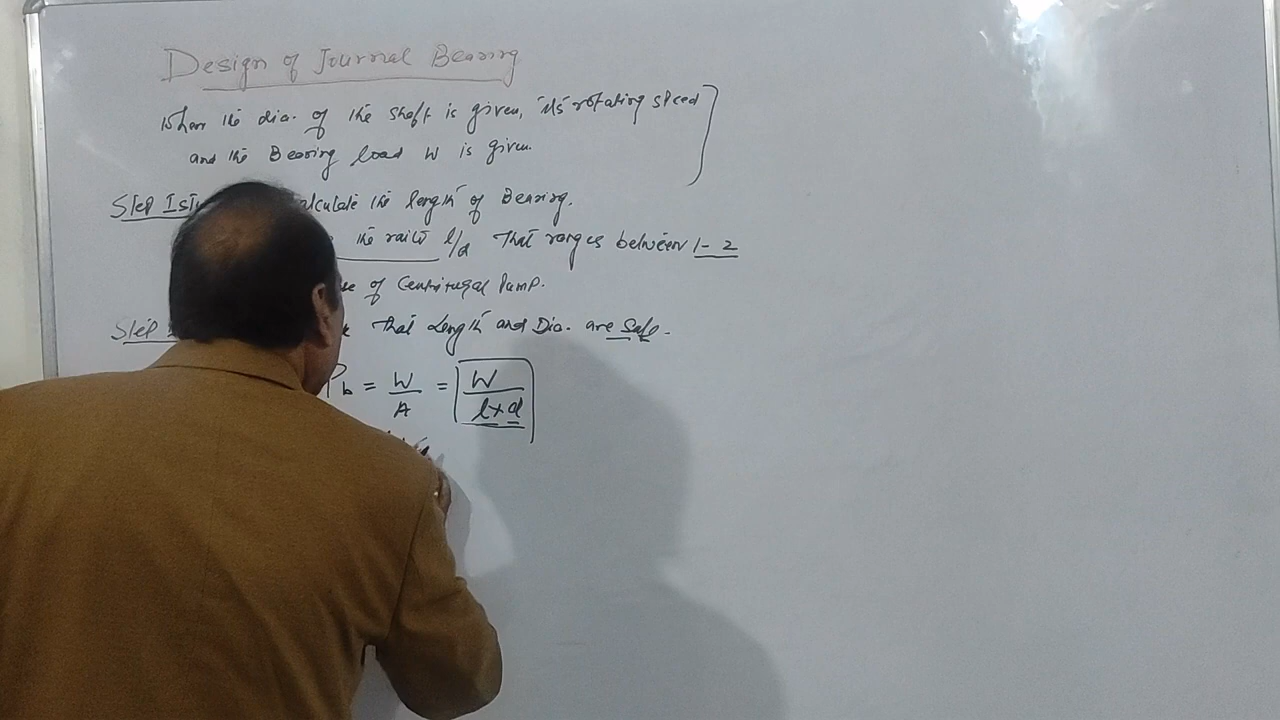 Design of Journal Bearing
When the dia. of the shaft is given, its rotating speed
and the Bearing load W is given.
Step Ist calculate the length of Bearing.
the raito l/d That ranges between 1 - 2
of Centrifugal Pump.
Step That Length and Dia. are safe.
Pb = W/A = W/l×d